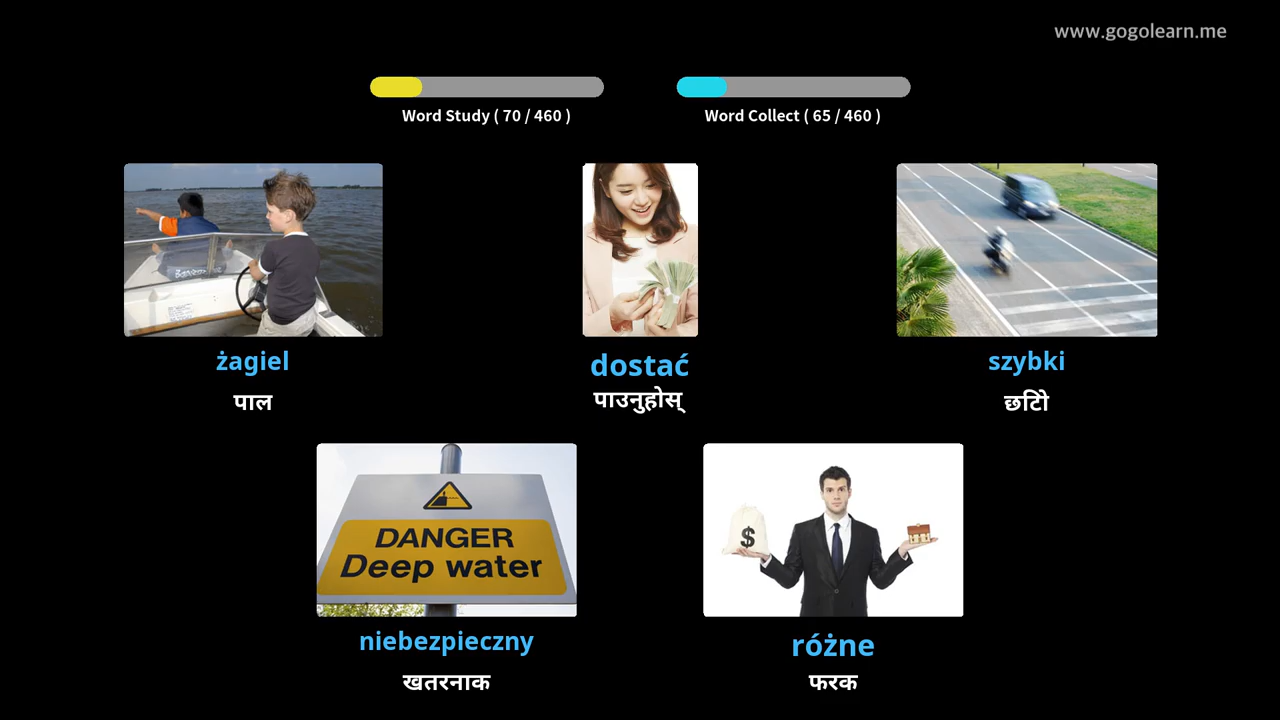 www.gogolearn.me
Word Study ( 70 / 460 )
Word Collect ( 65 / 460 )
żagiel
पाल
dostać
पाउनुहोस्
szybki
छिटो
DANGER
Deep water
$
niebezpieczny
खतरनाक
różne
फरक